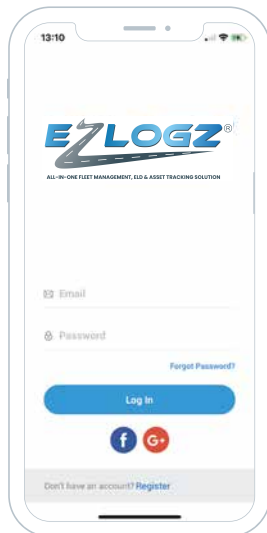 13:10
EZLOGZ®
ALL-IN-ONE FLEET MANAGEMENT, ELD & ASSET TRACKING SOLUTION
Email
Password
Forgot Password?
Log In
f G+
Don't have an account? Register